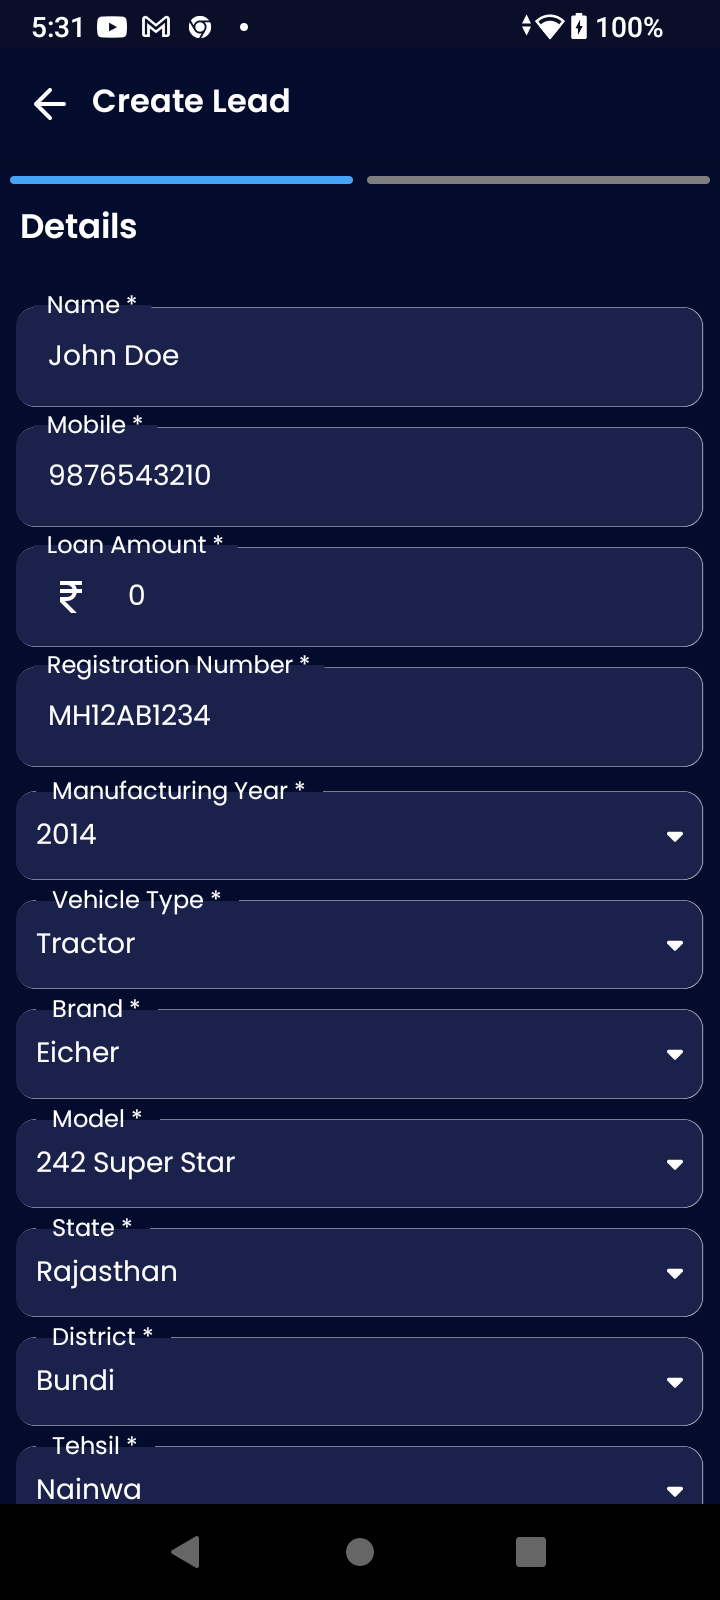 5:31
100%
Create Lead
Details
Name *
John Doe
Mobile *
9876543210
Loan Amount *
₹ 0
Registration Number *
MH12AB1234
Manufacturing Year *
2014
Vehicle Type *
Tractor
Brand *
Eicher
Model *
242 Super Star
State *
Rajasthan
District *
Bundi
Tehsil *
Nainwa